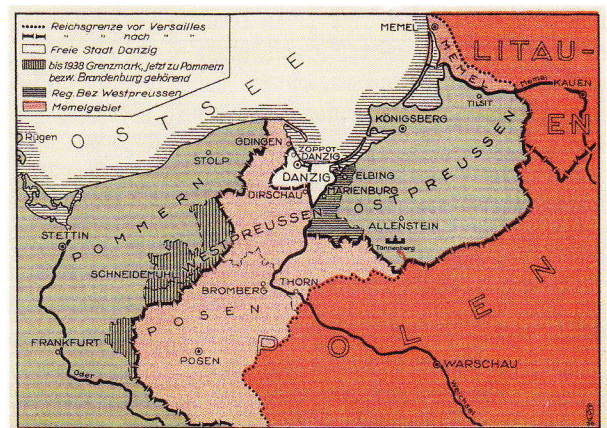 Reichsgrenze vor Versailles
" " nach "
Freie Stadt Danzig
bis 1938 Grenzmark, jetzt zu Pommern
bezw. Brandenburg gehörend
Reg. Bez Westpreussen
Memelgebiet
MEMEL
LITAU-
EN
MEMEL
Memel
KAUEN
TILSIT
OSTSEE
KÖNIGSBERG
Rügen
GDINGEN
ZOPPOT
DANZIG
DANZIG
STOLP
ELBING
MARIENBURG
OSTPREUSSEN
DIRSCHAU
ALLENSTEIN
Tannenberg
STETTIN
POMMERN
WESTPREUSSEN
SCHNEIDEMÜHL
BROMBERG
THORN
POSEN
FRANKFURT
POSEN
POLEN
WARSCHAU
Oder
Weichsel